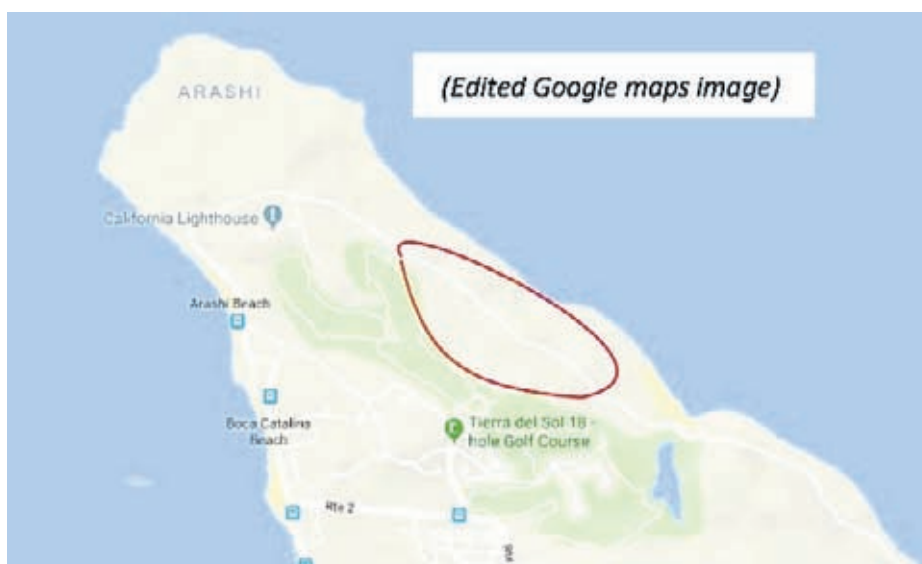 (Edited Google maps image)
ARASHI
California Lighthouse
Arashi Beach
Boca Catalina
Beach
Tierra del Sol 18 -
hole Golf Course
Rte 2